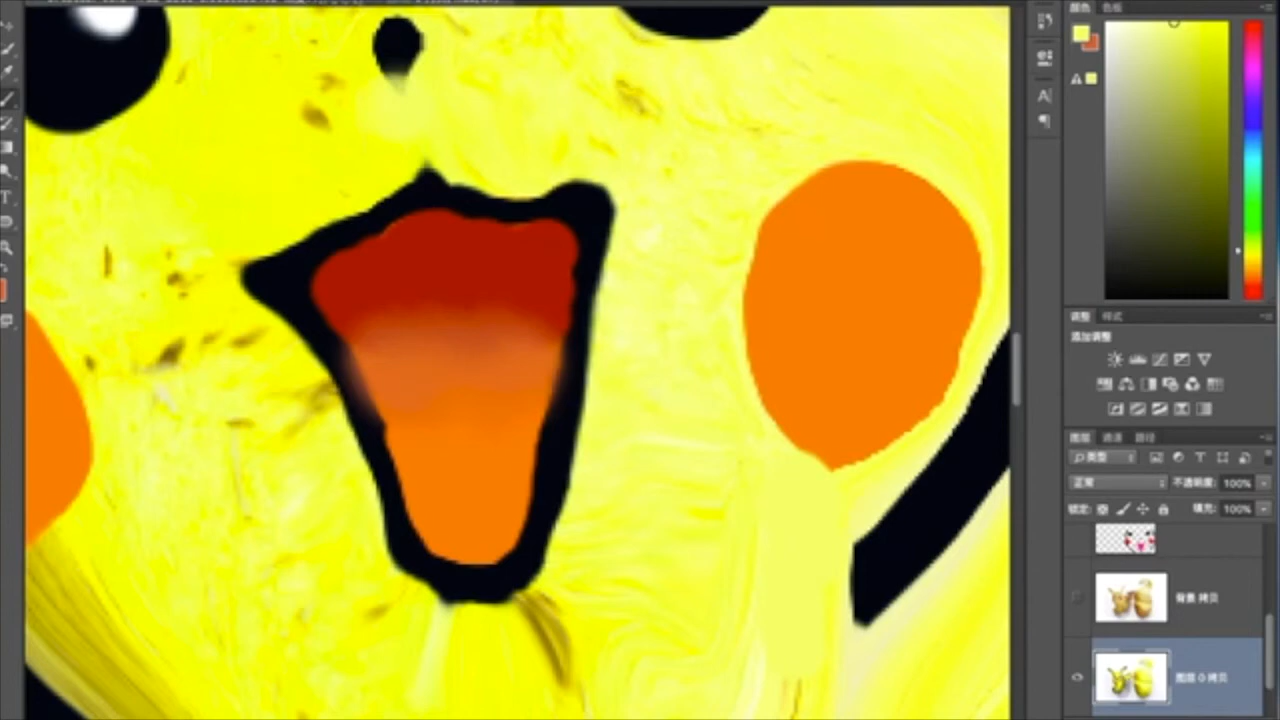 颜色 色板
调整 样式
添加调整
图层 通道 路径
类型
正常 不透明度: 100%
锁定: 填充: 100%
背景 拷贝
图层 0 拷贝